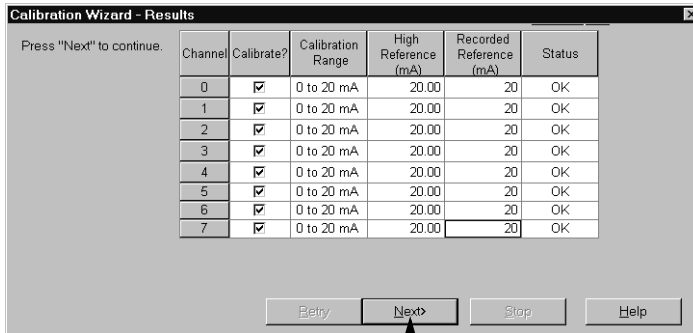 Calibration Wizard - Results
Press "Next" to continue.
Channel Calibrate? Calibration Range High Reference (mA) Recorded Reference (mA) Status
0 0 to 20 mA 20.00 20 OK
1 0 to 20 mA 20.00 20 OK
2 0 to 20 mA 20.00 20 OK
3 0 to 20 mA 20.00 20 OK
4 0 to 20 mA 20.00 20 OK
5 0 to 20 mA 20.00 20 OK
6 0 to 20 mA 20.00 20 OK
7 0 to 20 mA 20.00 20 OK
Retry Next> Stop Help